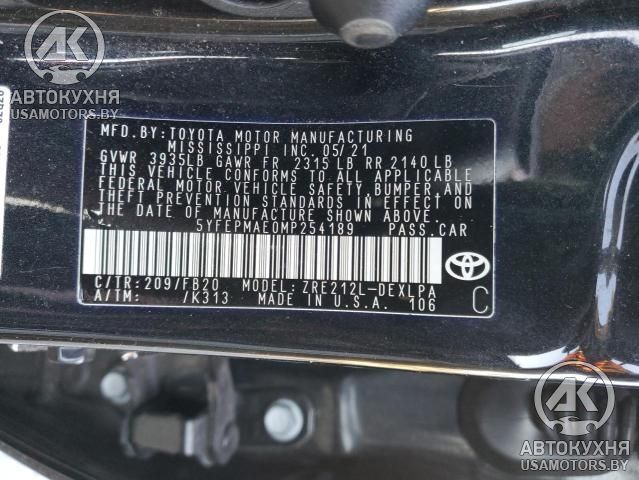 АК
АВТОКУХНЯ
USAMOTORS.BY
MFD.BY:TOYOTA MOTOR MANUFACTURING
MISSISSIPPI INC. 05/21
GVWR 3935LB GAWR FR 2315 LB RR 2140 LB
THIS VEHICLE CONFORMS TO ALL APPLICABLE
FEDERAL MOTOR VEHICLE SAFETY, BUMPER, AND
THEFT PREVENTION STANDARDS IN EFFECT ON
THE DATE OF MANUFACTURE SHOWN ABOVE.
5YFEPMAE0MP254189 PASS.CAR
C/TR:209/FB20 MODEL: ZRE212L-DEXLPA
A/TM: /K313 MADE IN U.S.A. 106 C
АК
АВТОКУХНЯ
USAMOTORS.BY